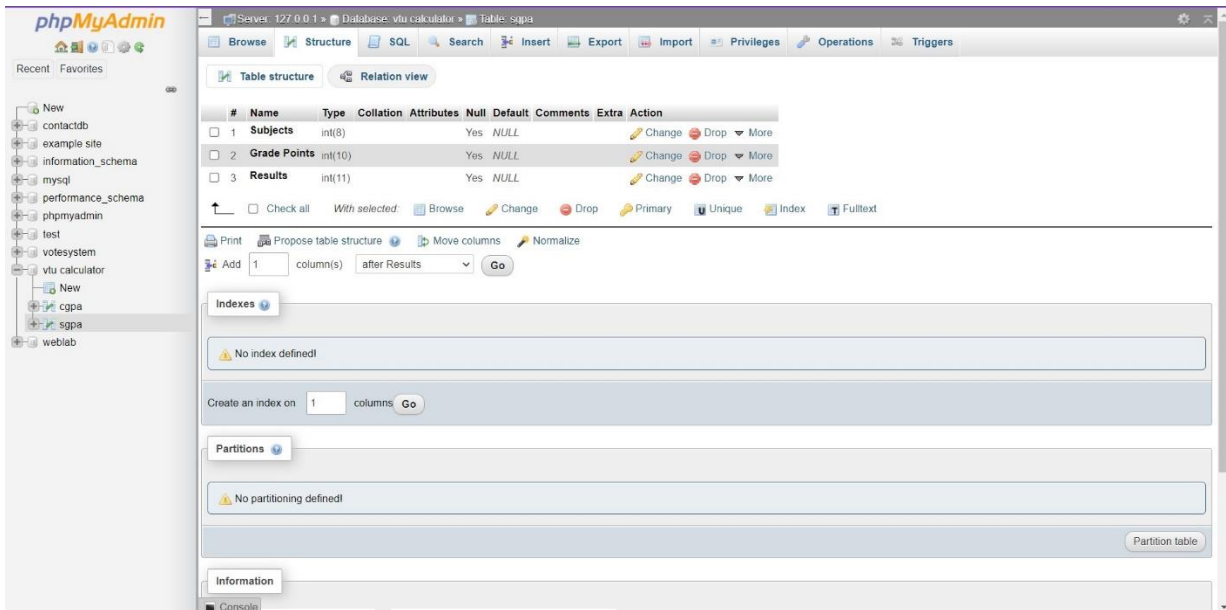 phpMyAdmin
Recent Favorites
New
contactdb
example site
information_schema
mysql
performance_schema
phpmyadmin
test
votesystem
vtu calculator
New
cgpa
sgpa
weblab
Server: 127.0.0.1 » Database: vtu calculator » Table: sgpa
Browse Structure SQL Search Insert Export Import Privileges Operations Triggers
Table structure Relation view
# Name Type Collation Attributes Null Default Comments Extra Action
1 Subjects int(8) Yes NULL Change Drop More
2 Grade Points int(10) Yes NULL Change Drop More
3 Results int(11) Yes NULL Change Drop More
Check all With selected: Browse Change Drop Primary Unique Index Fulltext
Print Propose table structure Move columns Normalize
Add 1 column(s) after Results Go
Indexes
No index defined!
Create an index on 1 columns Go
Partitions
No partitioning defined!
Partition table
Information
Console